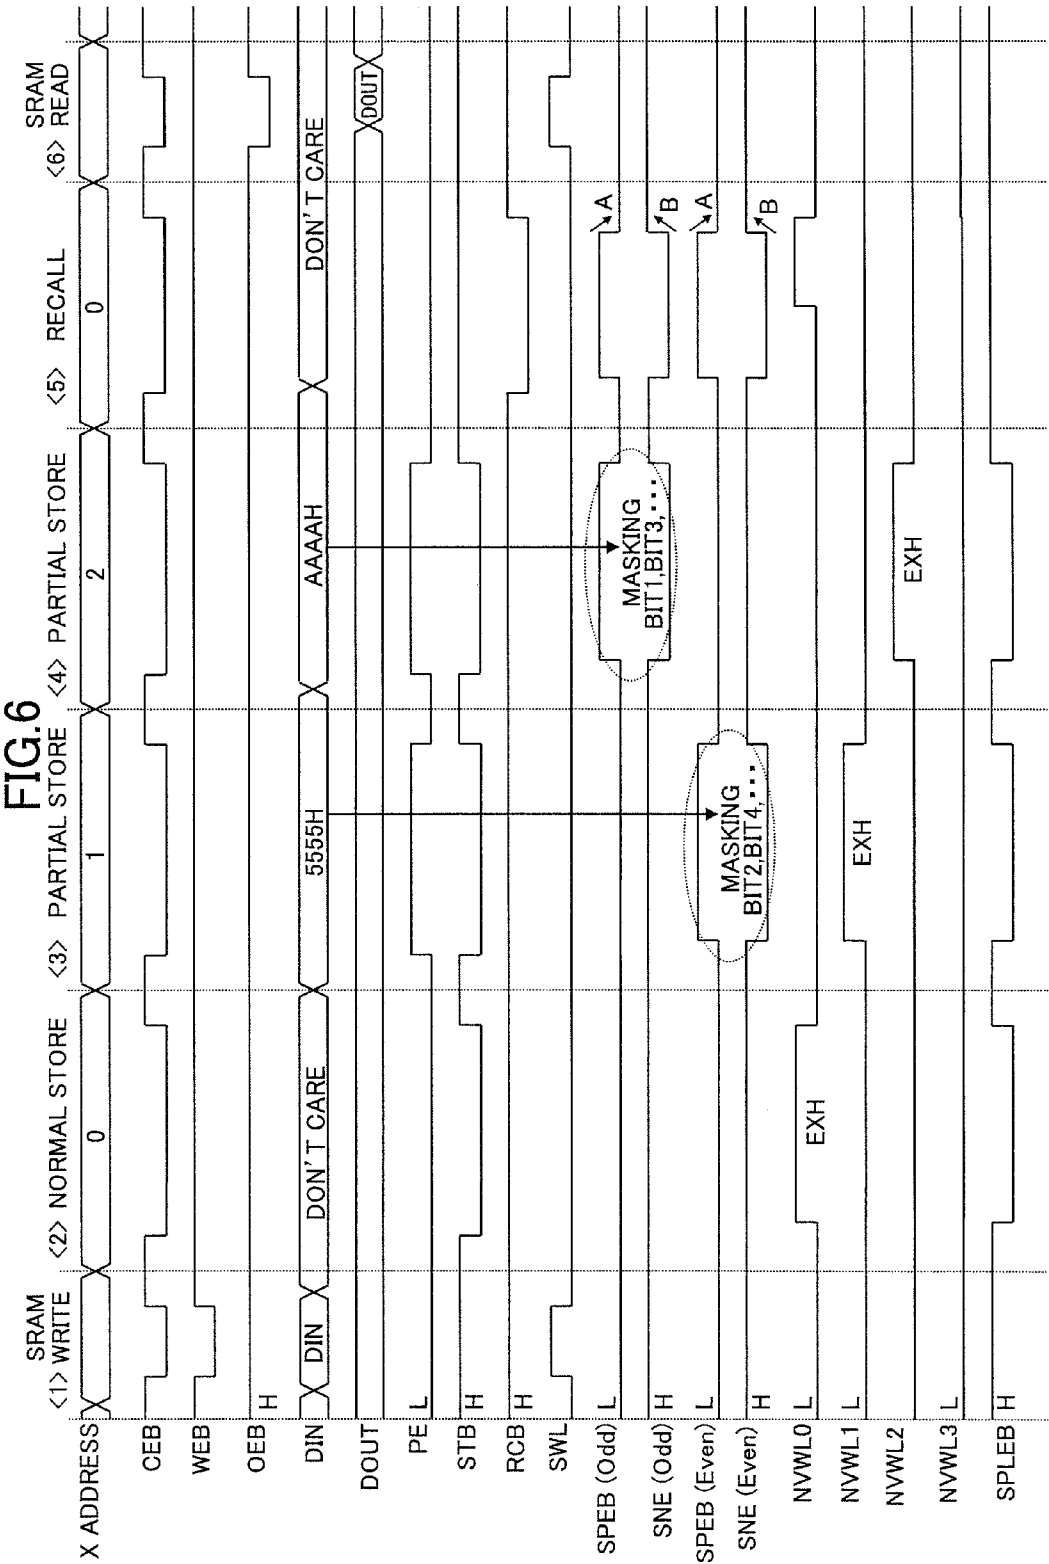 FIG.6
SRAM
<1> WRITE
<2> NORMAL STORE
<3> PARTIAL STORE
<4> PARTIAL STORE
<5> RECALL
SRAM
<6> READ
X ADDRESS
0
1
2
0
CEB
WEB
OEB
H
DIN
DIN
DON'T CARE
5555H
AAAAH
DON'T CARE
DOUT
DOUT
PE
L
STB
H
RCB
H
SWL
SPEB (Odd)
L
A
MASKING
BIT1,BIT3,···
SNE (Odd)
H
B
SPEB (Even)
L
A
MASKING
BIT2,BIT4,···
SNE (Even)
H
B
NVWL0
L
EXH
NVWL1
L
EXH
NVWL2
EXH
NVWL3
L
SPLEB
H